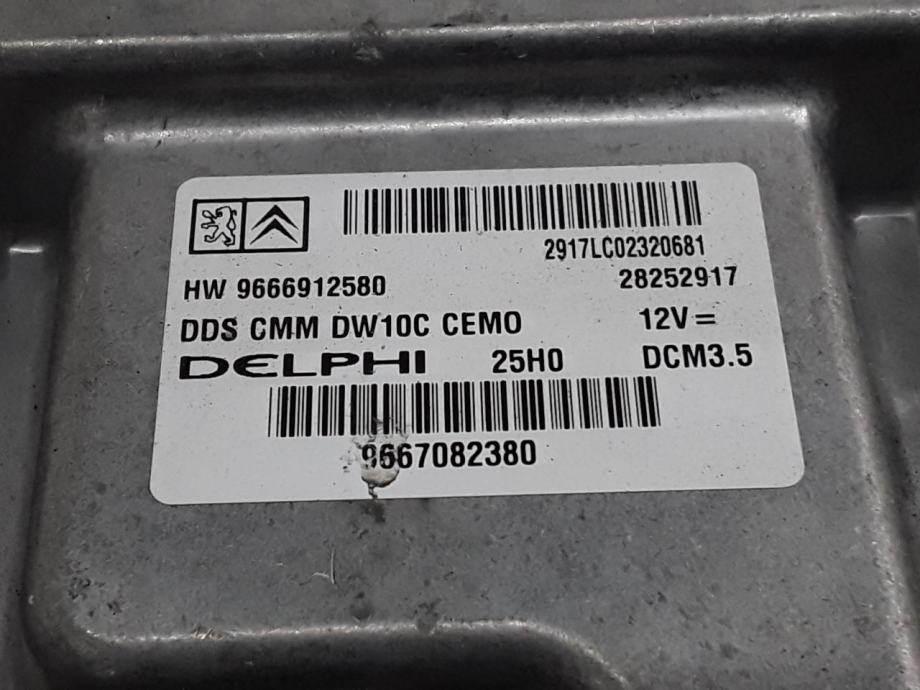 2917LC02320681
HW 9666912580 28252917
DDS CMM DW10C CEMO 12V =
DELPHI 25H0 DCM3.5
9667082380